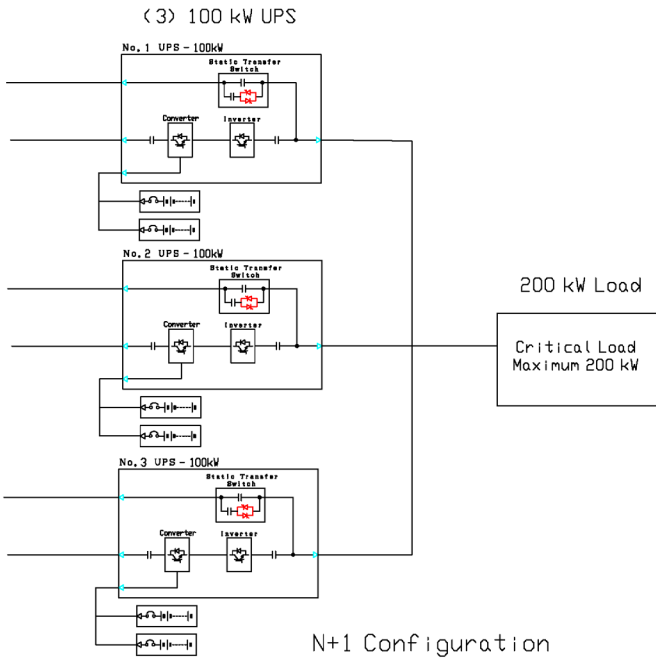 (3) 100 kW UPS
No. 1 UPS - 100kW
Static Transfer
Switch
Converter
Inverter
No. 2 UPS - 100kW
Static Transfer
Switch
Converter
Inverter
200 kW Load
Critical Load
Maximum 200 kW
No. 3 UPS - 100kW
Static Transfer
Switch
Converter
Inverter
N+1 Configuration